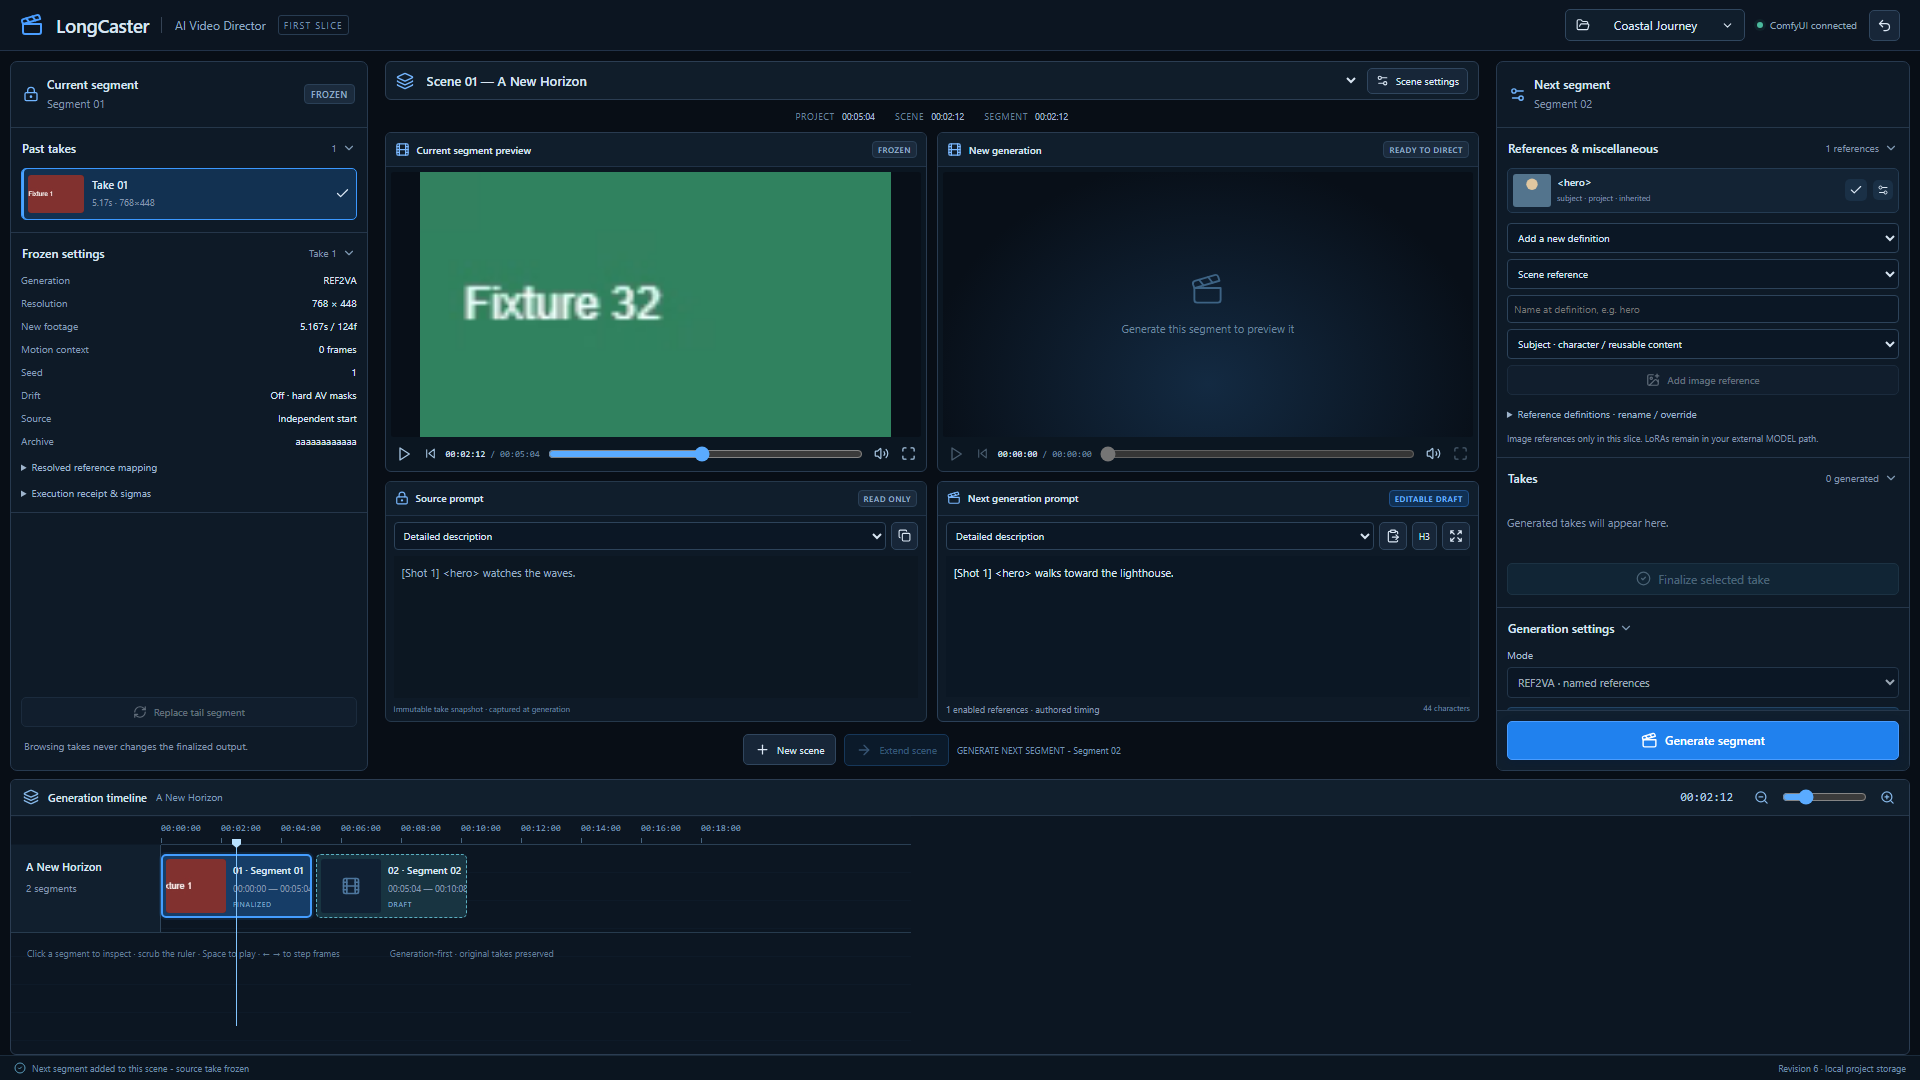 LongCaster
AI Video Director
FIRST SLICE
Coastal Journey
ComfyUI connected
Current segment
Segment 01
FROZEN
Past takes
1
Fixture 1
Take 01
5.17s · 768×448
Frozen settings
Take 1
Generation
REF2VA
Resolution
768 × 448
New footage
5.167s / 124f
Motion context
0 frames
Seed
1
Drift
Off · hard AV masks
Source
Independent start
Archive
aaaaaaaaaaaa
Resolved reference mapping
Execution receipt & sigmas
Replace tail segment
Browsing takes never changes the finalized output.
Scene 01 — A New Horizon
Scene settings
PROJECT 00:05:04 SCENE 00:02:12 SEGMENT 00:02:12
Current segment preview
FROZEN
Fixture 32
00:02:12 / 00:05:04
New generation
READY TO DIRECT
Generate this segment to preview it
00:00:00 / 00:00:00
Source prompt
READ ONLY
Detailed description
[Shot 1] <hero> watches the waves.
Immutable take snapshot · captured at generation
Next generation prompt
EDITABLE DRAFT
Detailed description
H3
[Shot 1] <hero> walks toward the lighthouse.
1 enabled references · authored timing
44 characters
New scene
Extend scene
GENERATE NEXT SEGMENT - Segment 02
Next segment
Segment 02
References & miscellaneous
1 references
<hero>
subject · project · inherited
Add a new definition
Scene reference
Name at definition, e.g. hero
Subject · character / reusable content
Add image reference
Reference definitions · rename / override
Image references only in this slice. LoRAs remain in your external MODEL path.
Takes
0 generated
Generated takes will appear here.
Finalize selected take
Generation settings
Mode
REF2VA · named references
Generate segment
Generation timeline
A New Horizon
00:02:12
00:00:00 00:02:00 00:04:00 00:06:00 00:08:00 00:10:00 00:12:00 00:14:00 00:16:00 00:18:00
A New Horizon
2 segments
xture 1
01 · Segment 01
00:00:00 — 00:05:04
FINALIZED
02 · Segment 02
00:05:04 — 00:10:08
DRAFT
Click a segment to inspect · scrub the ruler · Space to play · ← → to step frames
Generation-first · original takes preserved
Next segment added to this scene - source take frozen
Revision 6 · local project storage